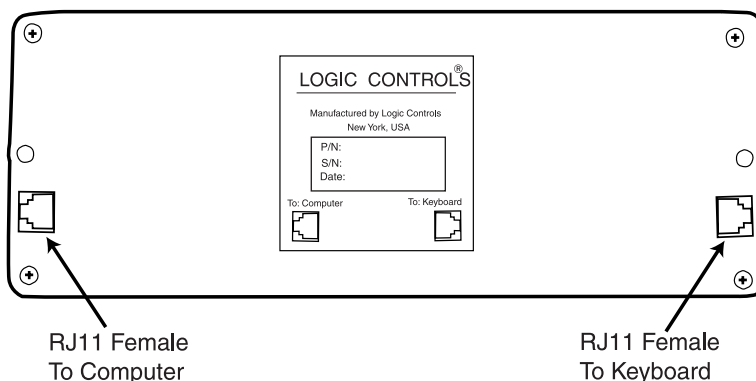 LOGIC CONTROLS®
Manufactured by Logic Controls
New York, USA
P/N:
S/N:
Date:
To: Computer
To: Keyboard
RJ11 Female
To Computer
RJ11 Female
To Keyboard